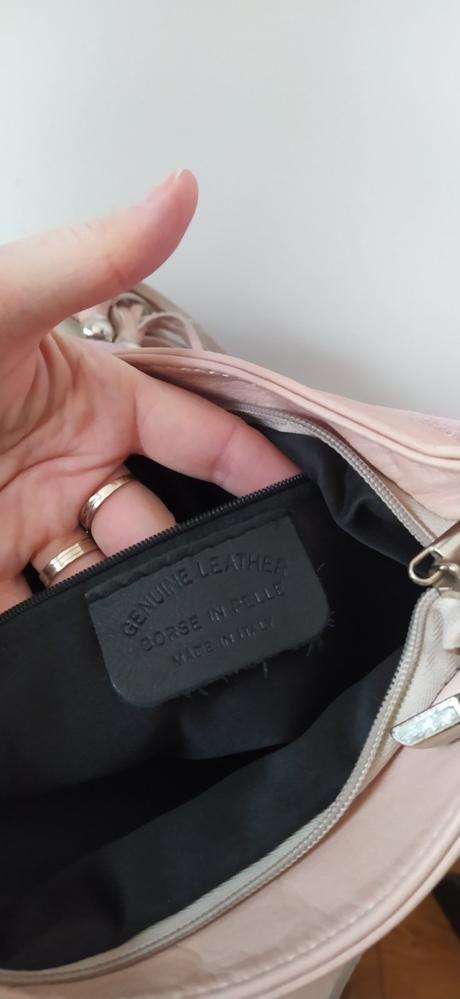 GENUINE LEATHER
BORSE IN PELLE
MADE IN ITALY